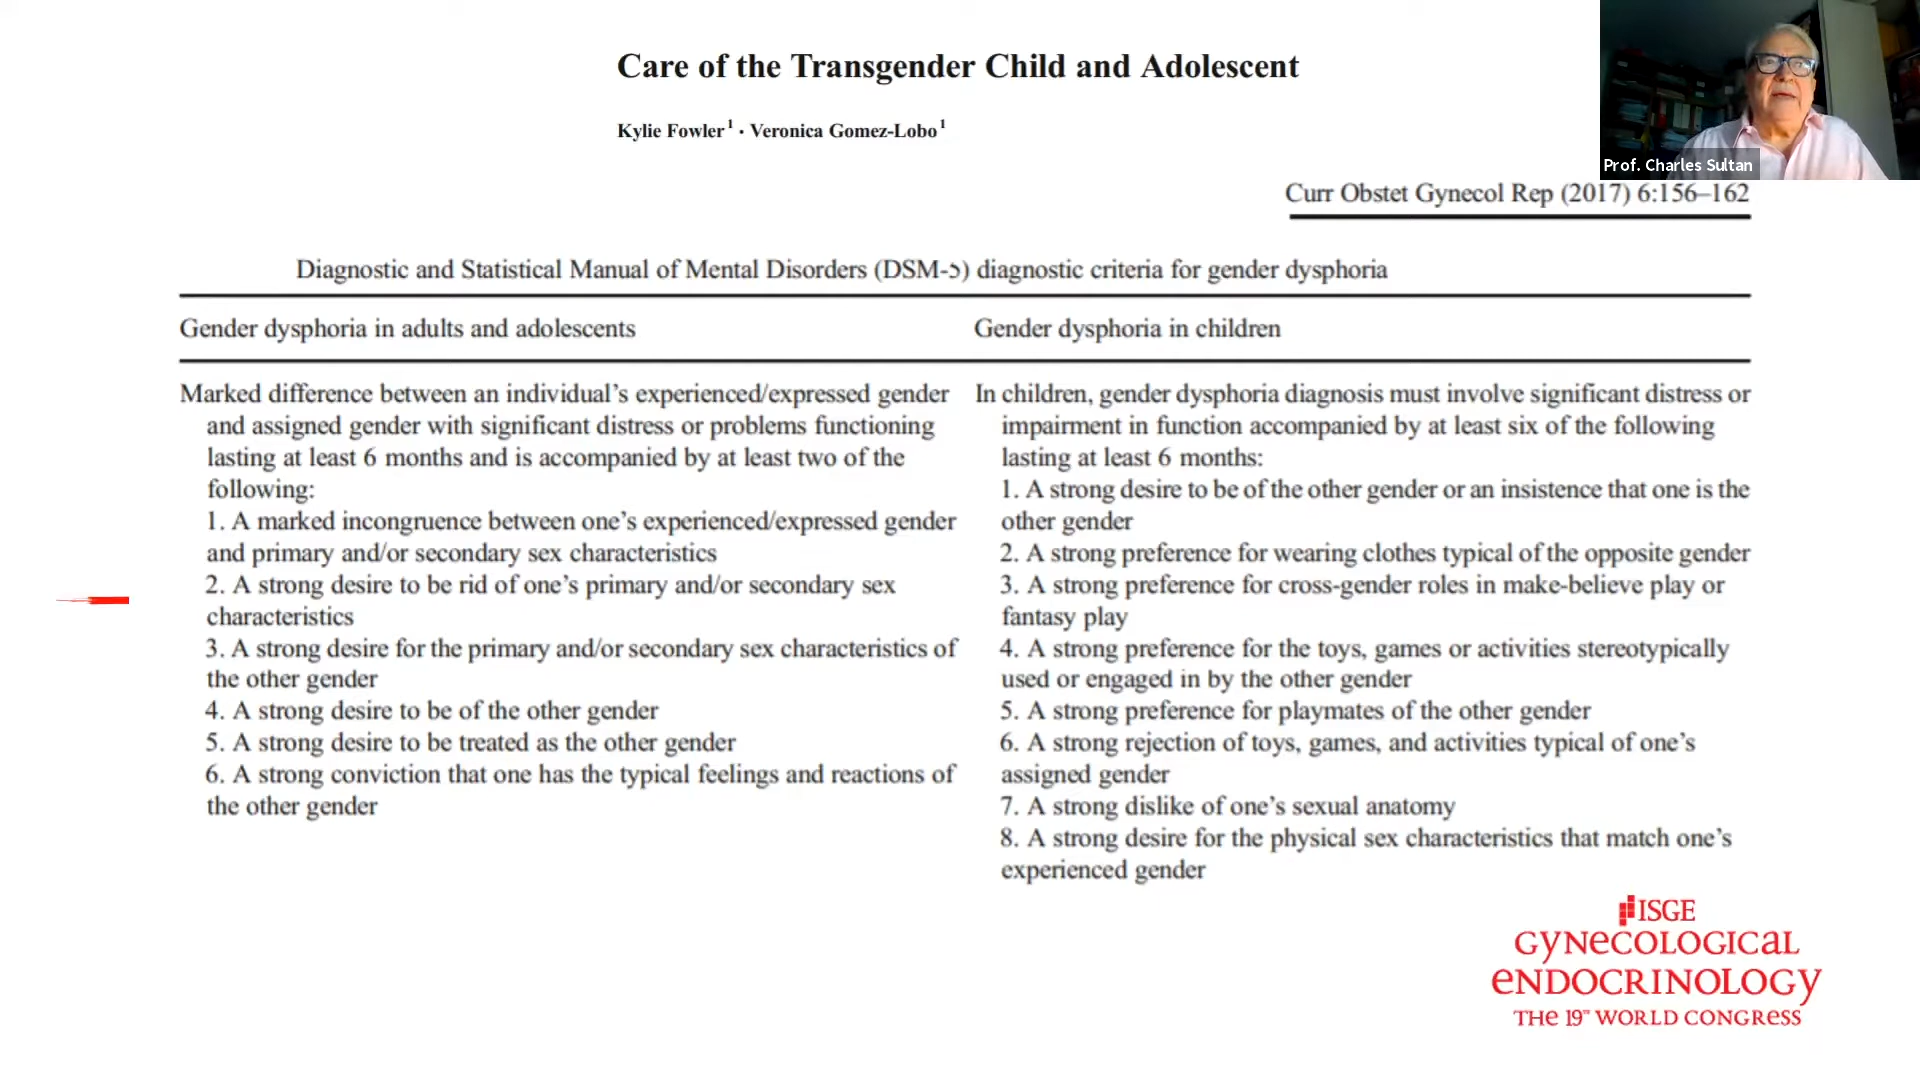 Care of the Transgender Child and Adolescent
Kylie Fowler 1 · Veronica Gomez-Lobo 1
Prof. Charles Sultan
Curr Obstet Gynecol Rep (2017) 6:156–162
Diagnostic and Statistical Manual of Mental Disorders (DSM-5) diagnostic criteria for gender dysphoria
Gender dysphoria in adults and adolescents
Marked difference between an individual's experienced/expressed gender
and assigned gender with significant distress or problems functioning
lasting at least 6 months and is accompanied by at least two of the
following:
1. A marked incongruence between one's experienced/expressed gender
and primary and/or secondary sex characteristics
2. A strong desire to be rid of one's primary and/or secondary sex
characteristics
3. A strong desire for the primary and/or secondary sex characteristics of
the other gender
4. A strong desire to be of the other gender
5. A strong desire to be treated as the other gender
6. A strong conviction that one has the typical feelings and reactions of
the other gender
Gender dysphoria in children
In children, gender dysphoria diagnosis must involve significant distress or
impairment in function accompanied by at least six of the following
lasting at least 6 months:
1. A strong desire to be of the other gender or an insistence that one is the
other gender
2. A strong preference for wearing clothes typical of the opposite gender
3. A strong preference for cross-gender roles in make-believe play or
fantasy play
4. A strong preference for the toys, games or activities stereotypically
used or engaged in by the other gender
5. A strong preference for playmates of the other gender
6. A strong rejection of toys, games, and activities typical of one's
assigned gender
7. A strong dislike of one's sexual anatomy
8. A strong desire for the physical sex characteristics that match one's
experienced gender
ISGE
GYNeCOLOGICaL
eNDOCRINOLOGY
THe 19TH WORLD CONGReSS